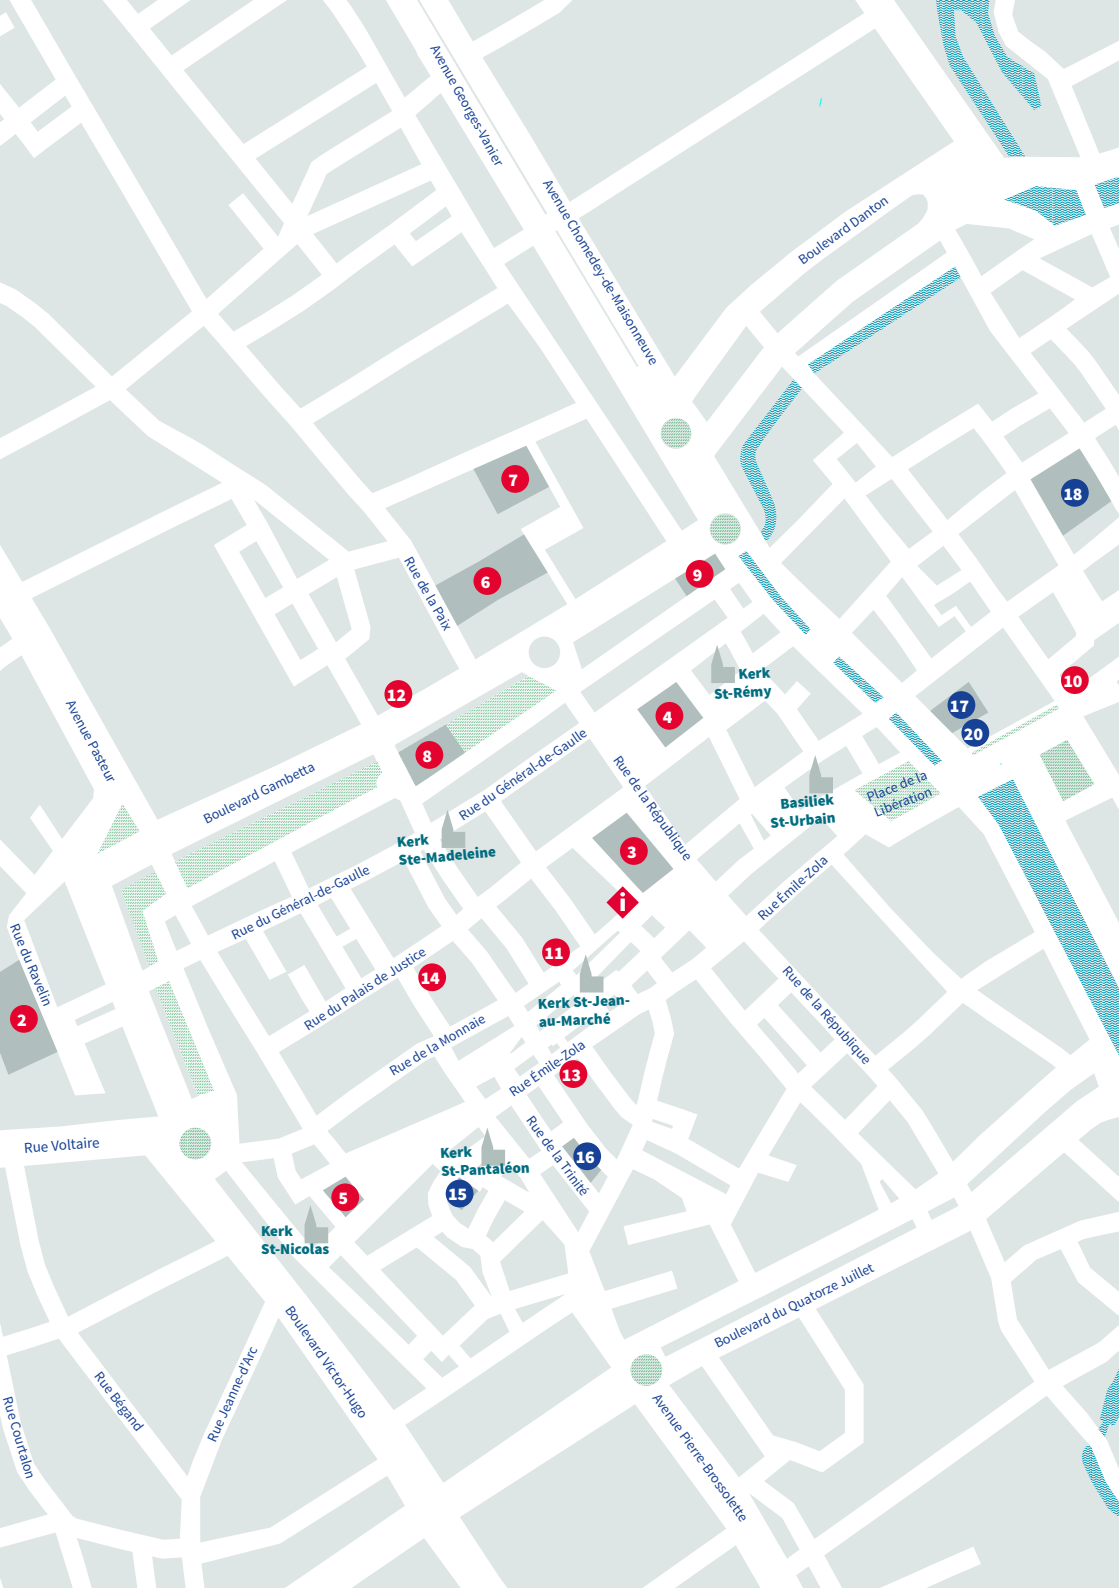 Avenue Georges-Vanier
Avenue Chomedey-de-Maisonneuve
Boulevard Danton
7
18
6
9
Rue de la Paix
Kerk
St-Rémy
10
12
4
17
20
Avenue Pasteur
8
Boulevard Gambetta
Rue du Général-de-Gaulle
Rue de la République
Place de la
Libération
Basiliek
St-Urbain
Kerk
Ste-Madeleine
3
Rue du Général-de-Gaulle
i
Rue Émile-Zola
Rue du Ravelin
11
14
Rue du Palais de Justice
Kerk St-Jean-
au-Marché
2
Rue de la République
Rue de la Monnaie
Rue Émile-Zola
13
Rue Voltaire
Kerk
St-Pantaléon
Rue de la Trinité
16
15
5
Kerk
St-Nicolas
Boulevard du Quatorze Juillet
Boulevard Victor-Hugo
Rue Jeanne-d'Arc
Rue Bégand
Rue Courtalon
Avenue Pierre-Brossolette